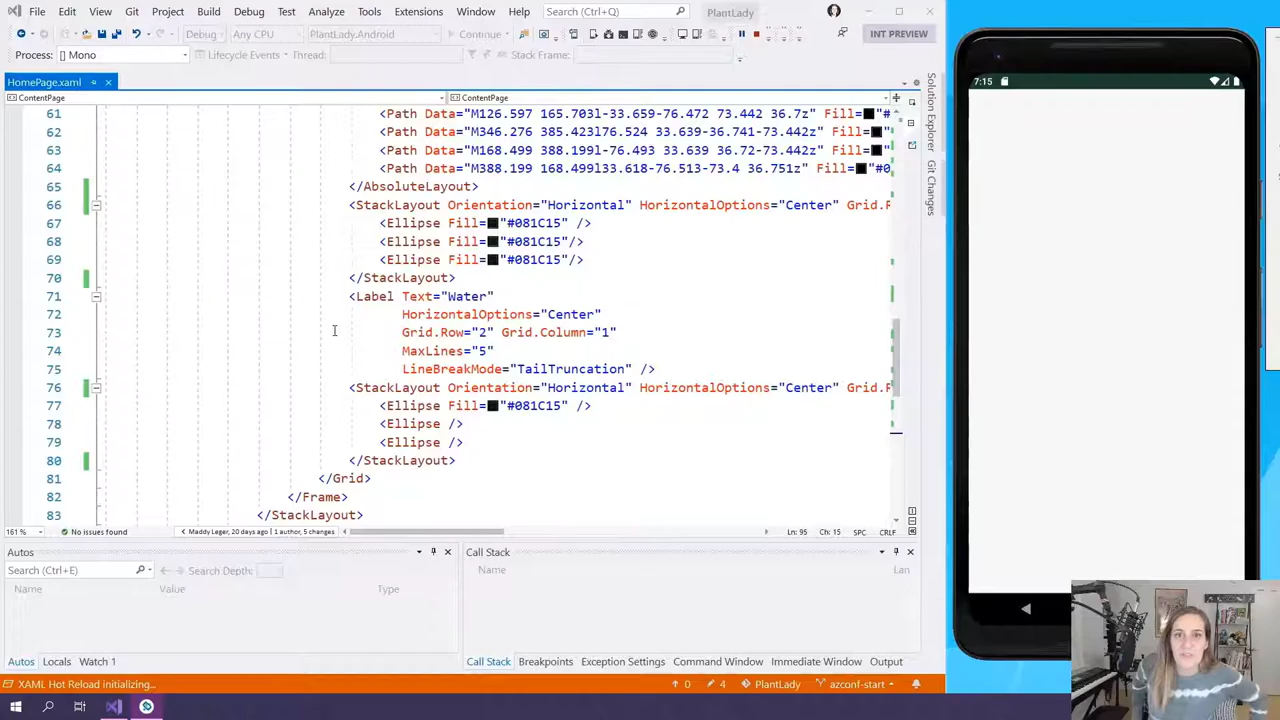 File Edit View Git Project Build Debug Test Analyze Tools Extensions Window Help Search (Ctrl+Q) PlantLady
Debug Any CPU PlantLady.Android Continue INT PREVIEW
Process: [] Mono Lifecycle Events Thread: Stack Frame:
HomePage.xaml
ContentPage ContentPage
61 <Path Data="M126.597 165.703l-33.659-76.472 73.442 36.7z" Fill="#
62 <Path Data="M346.276 385.423l76.524 33.639-36.741-73.442z" Fill=
63 <Path Data="M168.499 388.199l-76.493 33.639 36.72-73.442z" Fill=
64 <Path Data="M388.199 168.499l33.618-76.513-73.4 36.751z" Fill="#0
65 </AbsoluteLayout>
66 <StackLayout Orientation="Horizontal" HorizontalOptions="Center" Grid.R
67 <Ellipse Fill="#081C15" />
68 <Ellipse Fill="#081C15"/>
69 <Ellipse Fill="#081C15"/>
70 </StackLayout>
71 <Label Text="Water"
72 HorizontalOptions="Center"
73 Grid.Row="2" Grid.Column="1"
74 MaxLines="5"
75 LineBreakMode="TailTruncation" />
76 <StackLayout Orientation="Horizontal" HorizontalOptions="Center" Grid.R
77 <Ellipse Fill="#081C15" />
78 <Ellipse />
79 <Ellipse />
80 </StackLayout>
81 </Grid>
82 </Frame>
83 </StackLayout>
161 % No issues found Maddy Leger, 20 days ago | 1 author, 5 changes Ln: 95 Ch: 15 SPC CRLF
Autos
Search (Ctrl+E) Search Depth:
Name Value Type
Call Stack
Name Lan
Autos Locals Watch 1
Call Stack Breakpoints Exception Settings Command Window Immediate Window Output
XAML Hot Reload initializing... 0 4 PlantLady azconf-start
Solution Explorer
Git Changes
7:15